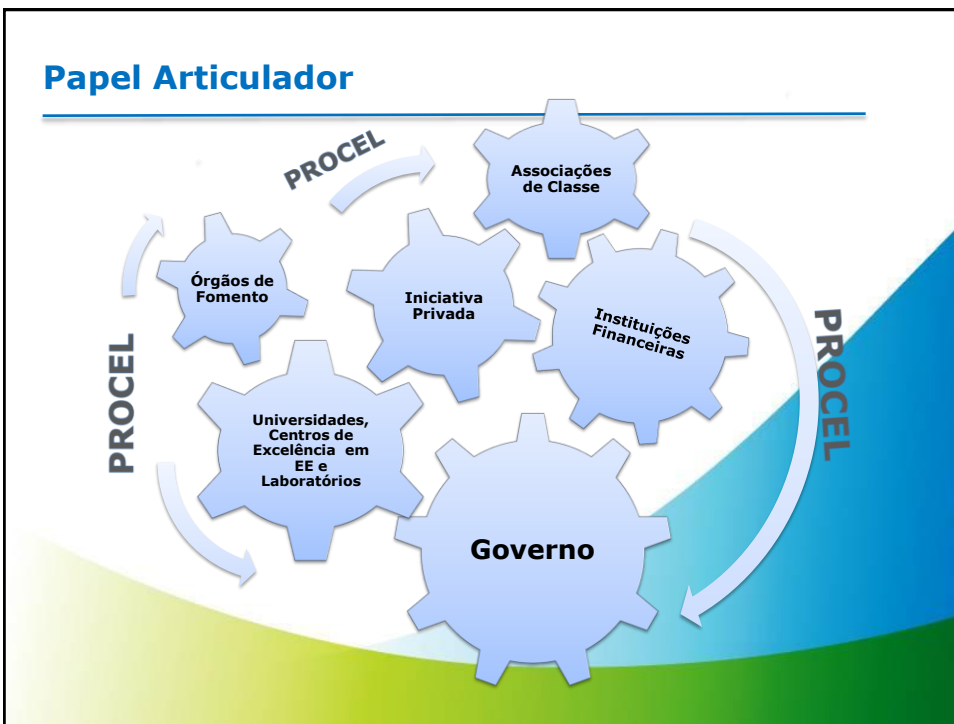 Papel Articulador
PROCEL
Associações
de Classe
Órgãos de
Fomento
Iniciativa
Privada
Instituições
Financeiras
PROCEL
PROCEL
Universidades,
Centros de
Excelência em
EE e
Laboratórios
Governo